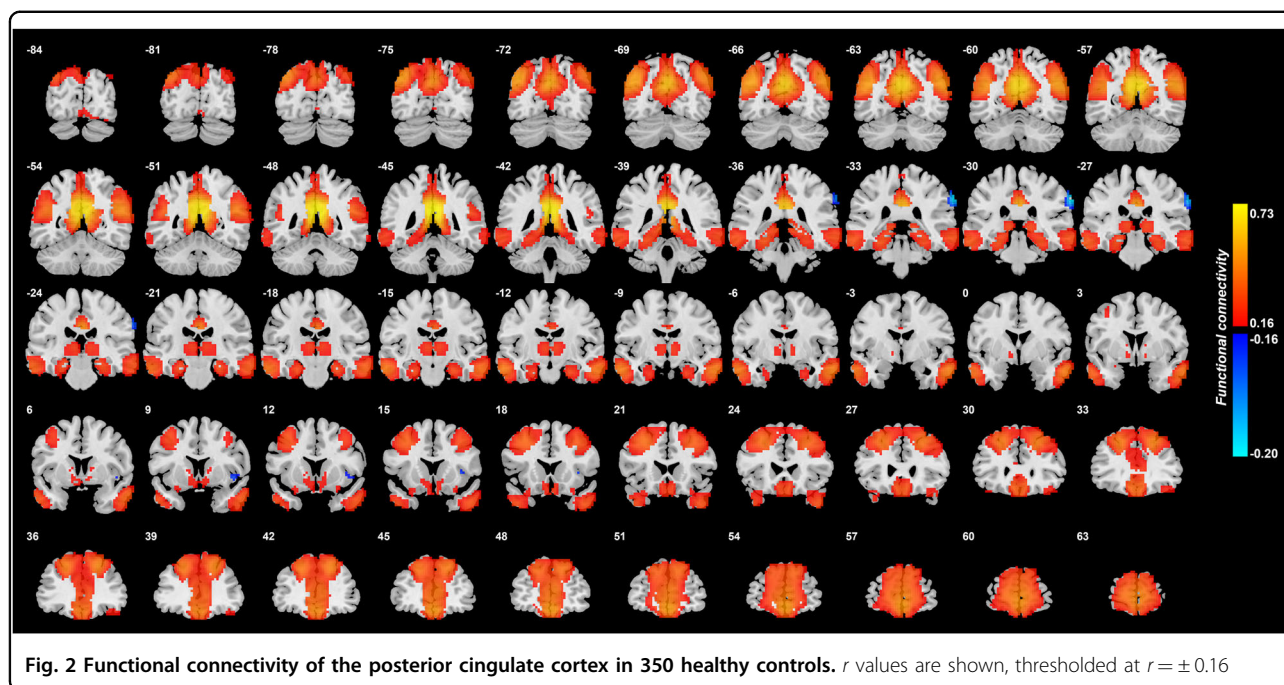 -84 -81 -78 -75 -72 -69 -66 -63 -60 -57
-54 -51 -48 -45 -42 -39 -36 -33 -30 -27
-24 -21 -18 -15 -12 -9 -6 -3 0 3
6 9 12 15 18 21 24 27 30 33
36 39 42 45 48 51 54 57 60 63
0.73
0.16
-0.16
-0.20
Functional connectivity
Fig. 2 Functional connectivity of the posterior cingulate cortex in 350 healthy controls. r values are shown, thresholded at r = ± 0.16